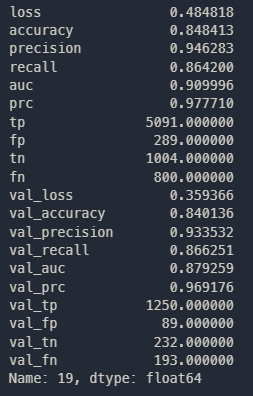 loss 0.484818
accuracy 0.848413
precision 0.946283
recall 0.864200
auc 0.909996
prc 0.977710
tp 5091.000000
fp 289.000000
tn 1004.000000
fn 800.000000
val_loss 0.359366
val_accuracy 0.840136
val_precision 0.933532
val_recall 0.866251
val_auc 0.879259
val_prc 0.969176
val_tp 1250.000000
val_fp 89.000000
val_tn 232.000000
val_fn 193.000000
Name: 19, dtype: float64